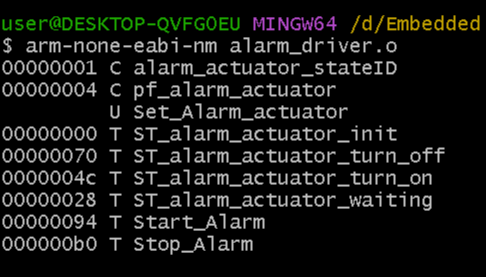 user@DESKTOP-QVFGOEU MINGW64 /d/Embedded
$ arm-none-eabi-nm alarm_driver.o
00000001 C alarm_actuator_stateID
00000004 C pf_alarm_actuator
U Set_Alarm_actuator
00000000 T ST_alarm_actuator_init
00000070 T ST_alarm_actuator_turn_off
0000004c T ST_alarm_actuator_turn_on
00000028 T ST_alarm_actuator_waiting
00000094 T Start_Alarm
000000b0 T Stop_Alarm